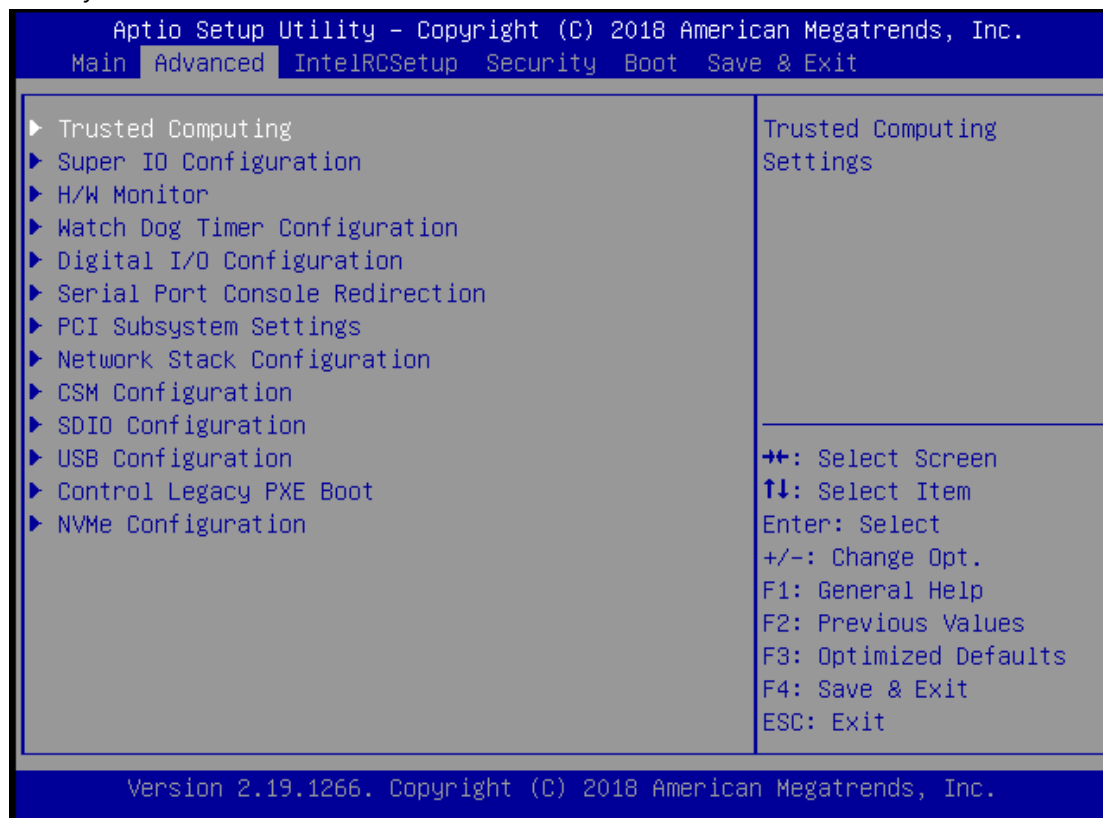 Aptio Setup Utility – Copyright (C) 2018 American Megatrends, Inc.
Main Advanced IntelRCSetup Security Boot Save & Exit
Trusted Computing
Super IO Configuration
H/W Monitor
Watch Dog Timer Configuration
Digital I/O Configuration
Serial Port Console Redirection
PCI Subsystem Settings
Network Stack Configuration
CSM Configuration
SDIO Configuration
USB Configuration
Control Legacy PXE Boot
NVMe Configuration
Trusted Computing
Settings
→←: Select Screen
↑↓: Select Item
Enter: Select
+/-: Change Opt.
F1: General Help
F2: Previous Values
F3: Optimized Defaults
F4: Save & Exit
ESC: Exit
Version 2.19.1266. Copyright (C) 2018 American Megatrends, Inc.